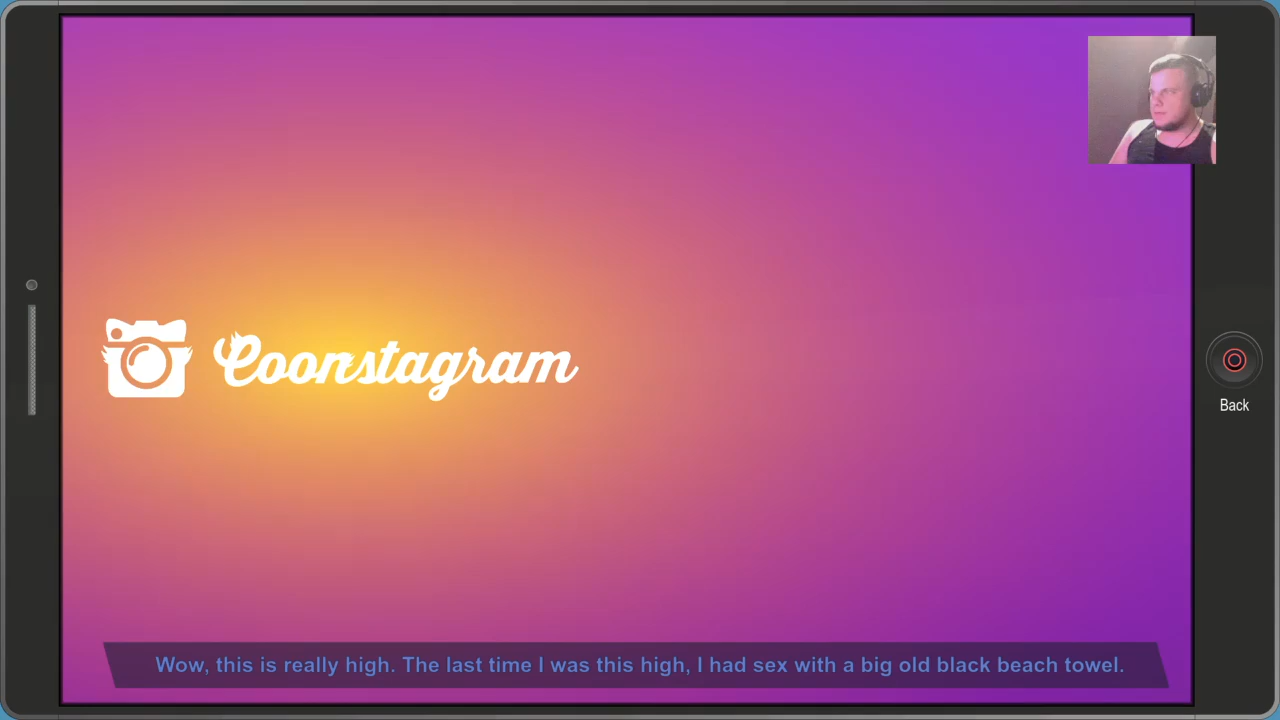 Coonstagram
Back
Wow, this is really high. The last time I was this high, I had sex with a big old black beach towel.